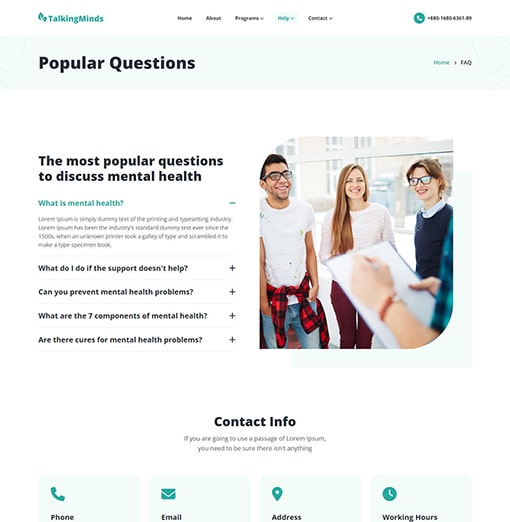 TalkingMinds
Home About Programs Help Contact
+880-1680-6361-89
Popular Questions
Home > FAQ
The most popular questions
to discuss mental health
What is mental health?
Lorem Ipsum is simply dummy text of the printing and typesetting industry.
Lorem Ipsum has been the industry's standard dummy text ever since the
1500s, when an unknown printer took a galley of type and scrambled it to
make a type specimen book.
What do I do if the support doesn't help?
Can you prevent mental health problems?
What are the 7 components of mental health?
Are there cures for mental health problems?
Contact Info
If you are going to use a passage of Lorem Ipsum,
you need to be sure there isn't anything
Phone
Email
Address
Working Hours